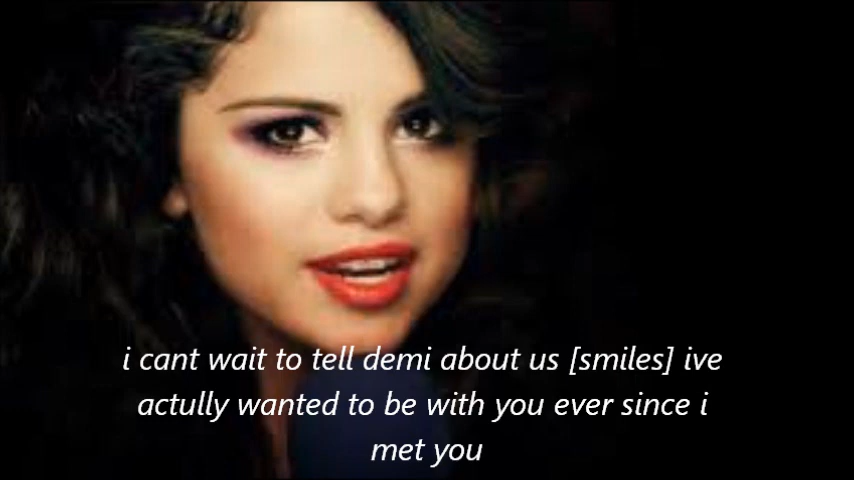 i cant wait to tell demi about us [smiles] ive
actully wanted to be with you ever since i
met you